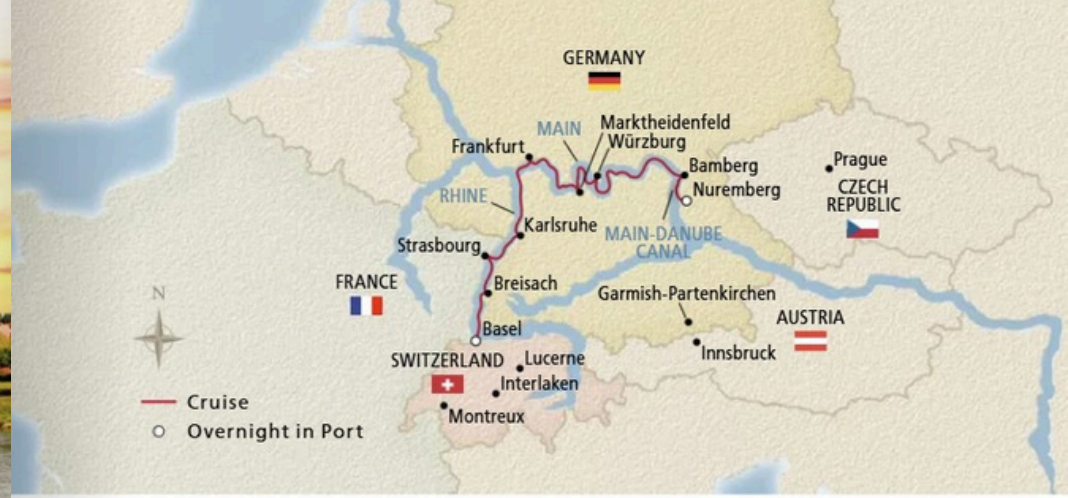 GERMANY
MAIN
Marktheidenfeld
Würzburg
Frankfurt
Bamberg
Prague
Nuremberg
CZECH
REPUBLIC
RHINE
Karlsruhe
MAIN-DANUBE
CANAL
Strasbourg
FRANCE
Breisach
Garmish-Partenkirchen
N
AUSTRIA
Basel
Innsbruck
SWITZERLAND
Lucerne
Interlaken
Montreux
Cruise
Overnight in Port